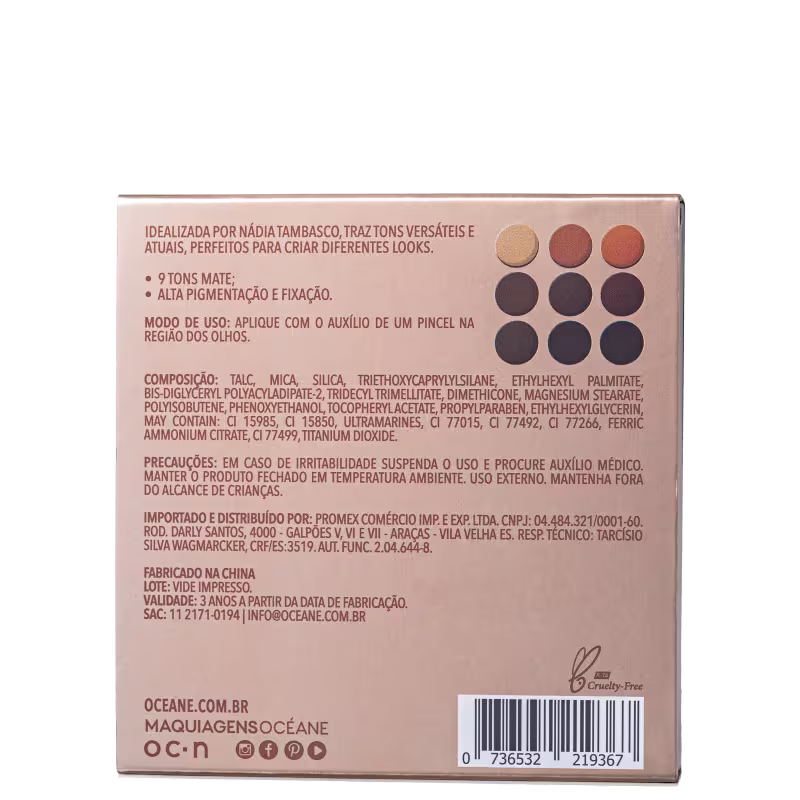 IDEALIZADA POR NÁDIA TAMBASCO, TRAZ TONS VERSÁTEIS E
ATUAIS, PERFEITOS PARA CRIAR DIFERENTES LOOKS.
• 9 TONS MATE;
• ALTA PIGMENTAÇÃO E FIXAÇÃO.
MODO DE USO: APLIQUE COM O AUXÍLIO DE UM PINCEL NA
REGIÃO DOS OLHOS.
COMPOSIÇÃO: TALC, MICA, SILICA, TRIETHOXYCAPRYLYLSILANE, ETHYLHEXYL PALMITATE,
BIS-DIGLYCERYL POLYACYLADIPATE-2, TRIDECYL TRIMELLITATE, DIMETHICONE, MAGNESIUM STEARATE,
POLYISOBUTENE, PHENOXYETHANOL, TOCOPHERYL ACETATE, PROPYLPARABEN, ETHYLHEXYLGLYCERIN,
MAY CONTAIN: CI 15985, CI 15850, ULTRAMARINES, CI 77015, CI 77492, CI 77266, FERRIC
AMMONIUM CITRATE, CI 77499, TITANIUM DIOXIDE.
PRECAUÇÕES: EM CASO DE IRRITABILIDADE SUSPENDA O USO E PROCURE AUXÍLIO MÉDICO.
MANTER O PRODUTO FECHADO EM TEMPERATURA AMBIENTE. USO EXTERNO. MANTENHA FORA
DO ALCANCE DE CRIANÇAS.
IMPORTADO E DISTRIBUÍDO POR: PROMEX COMÉRCIO IMP. E EXP. LTDA. CNPJ: 04.484.321/0001-60.
ROD. DARLY SANTOS, 4000 - GALPÕES V, VI E VII - ARAÇAS - VILA VELHA ES. RESP. TÉCNICO: TARCÍSIO
SILVA WAGMARCKER, CRF/ES:3519. AUT. FUNC. 2.04.644-8.
FABRICADO NA CHINA
LOTE: VIDE IMPRESSO.
VALIDADE: 3 ANOS A PARTIR DA DATA DE FABRICAÇÃO.
SAC: 11 2171-0194 | INFO@OCEANE.COM.BR
PETA
Cruelty-Free
OCEANE.COM.BR
MAQUIAGENS OCÉANE
oc·n
0 736532 219367